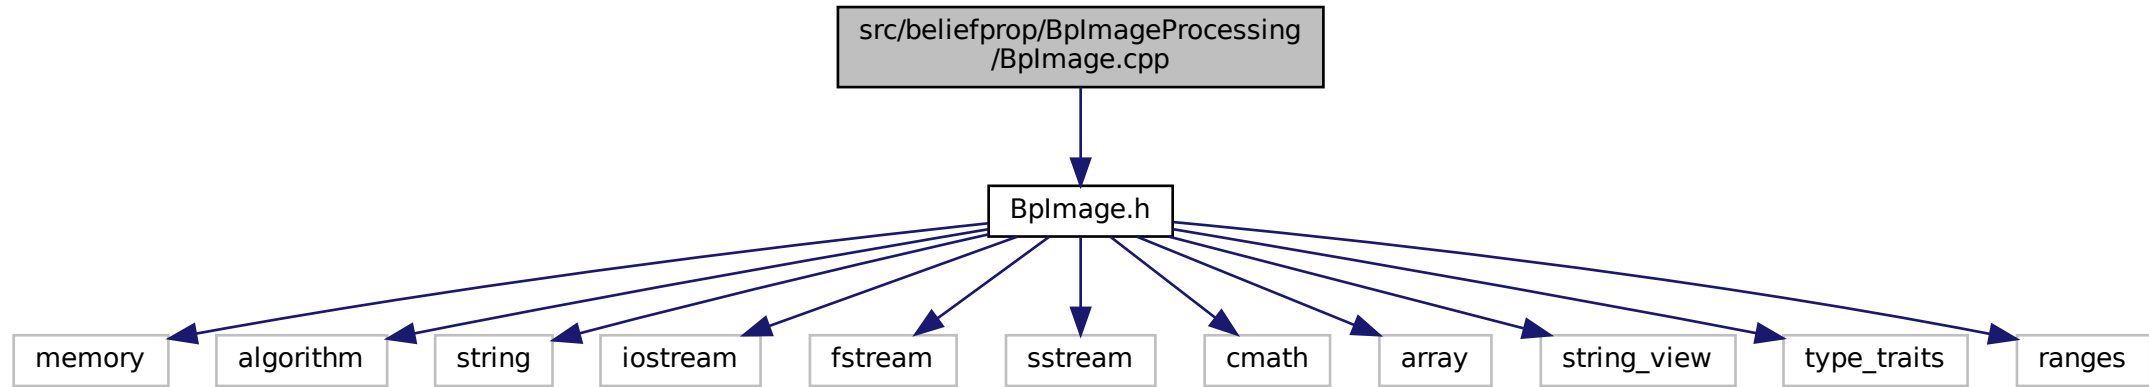 src/beliefprop/BpImageProcessing
/BpImage.cpp
BpImage.h
memory
algorithm
string
iostream
fstream
sstream
cmath
array
string_view
type_traits
ranges